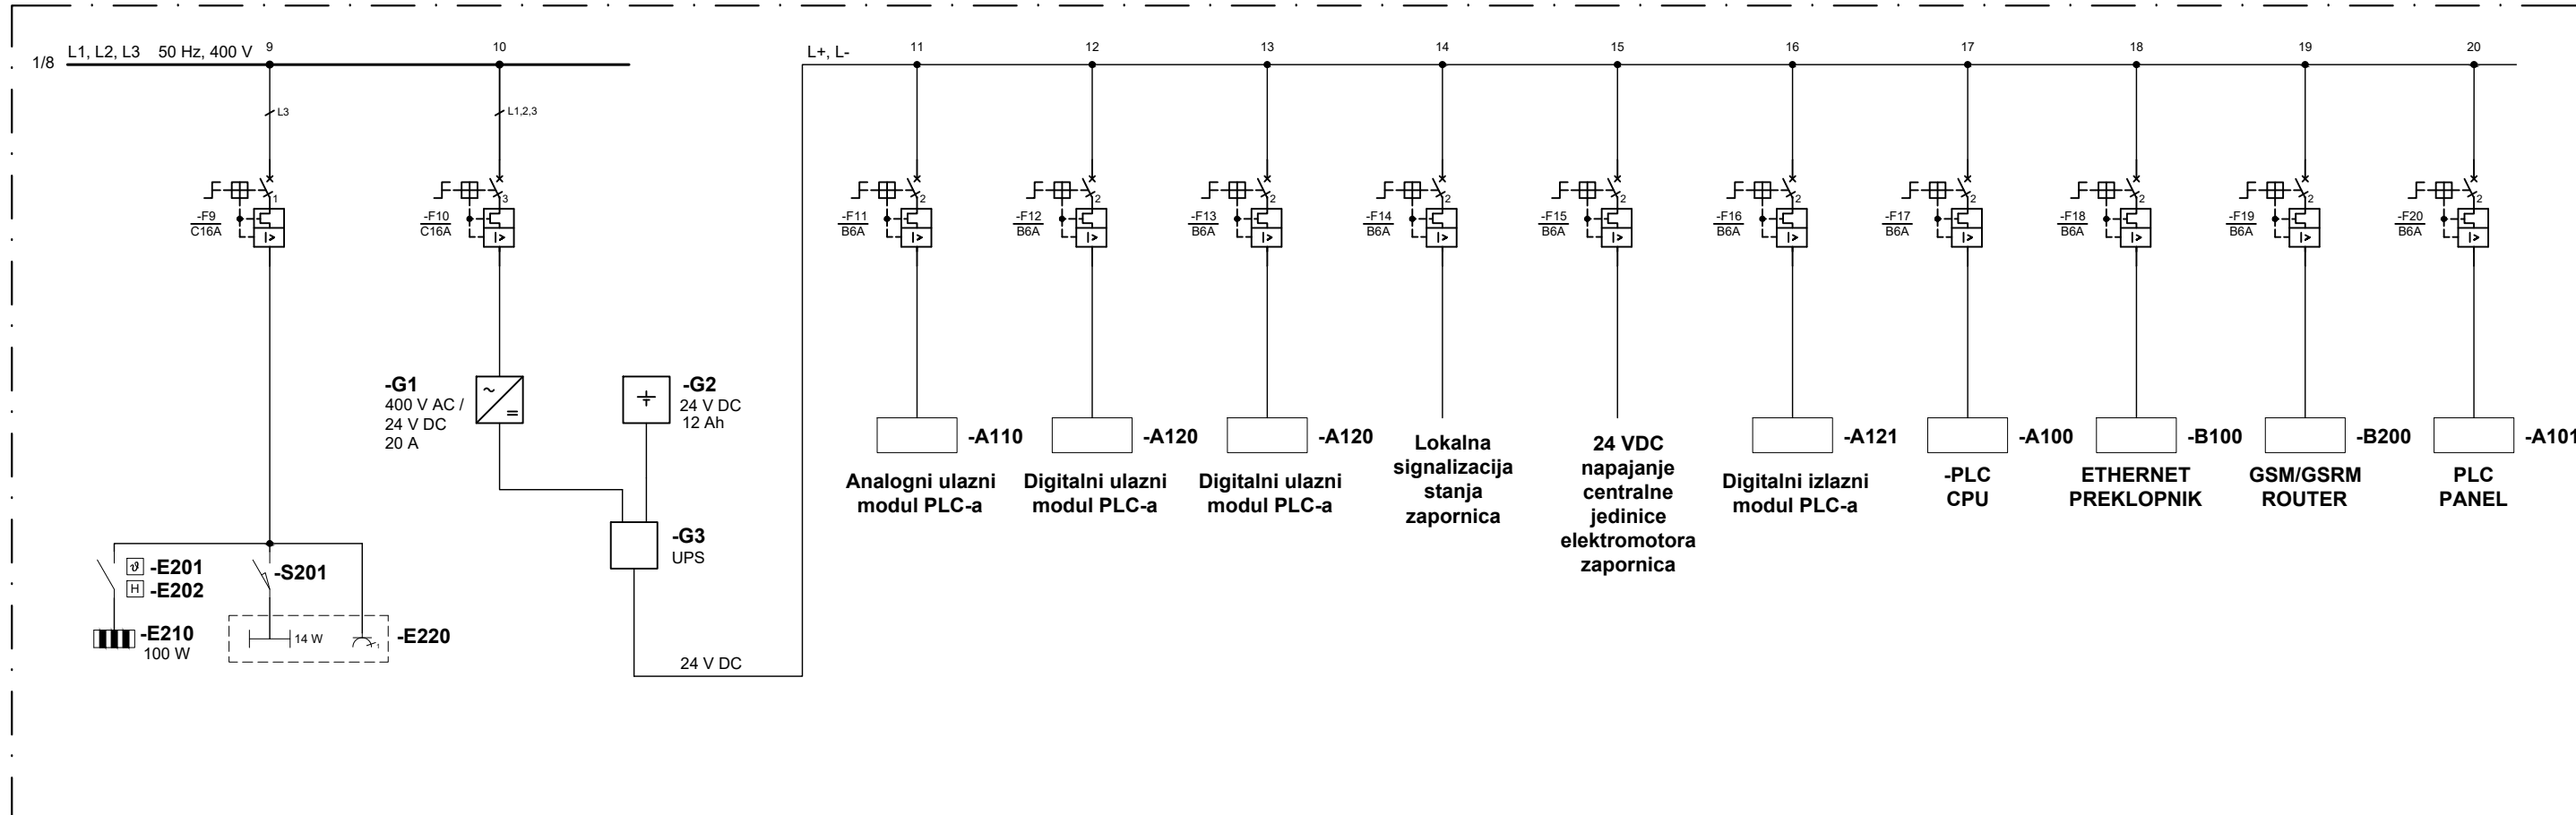 1/8
L1, L2, L3 50 Hz, 400 V
9
10
L+, L-
11
12
13
14
15
16
17
18
19
20
L3
L1,2,3
1
-F9
C16A
I>
3
-F10
C16A
I>
2
-F11
B6A
I>
2
-F12
B6A
I>
2
-F13
B6A
I>
2
-F14
B6A
I>
2
-F15
B6A
I>
2
-F16
B6A
I>
2
-F17
B6A
I>
2
-F18
B6A
I>
2
-F19
B6A
I>
2
-F20
B6A
I>
-G1
400 V AC /
24 V DC
20 A
-G2
24 V DC
12 Ah
-G3
UPS
24 V DC
ϑ -E201
H -E202
-E210
100 W
-S201
14 W
1
-E220
-A110
Analogni ulazni
modul PLC-a
-A120
Digitalni ulazni
modul PLC-a
-A120
Digitalni ulazni
modul PLC-a
Lokalna
signalizacija
stanja
zapornica
24 VDC
napajanje
centralne
jedinice
elektromotora
zapornica
-A121
Digitalni izlazni
modul PLC-a
-A100
-PLC
CPU
-B100
ETHERNET
PREKLOPNIK
-B200
GSM/GSRM
ROUTER
-A101
PLC
PANEL